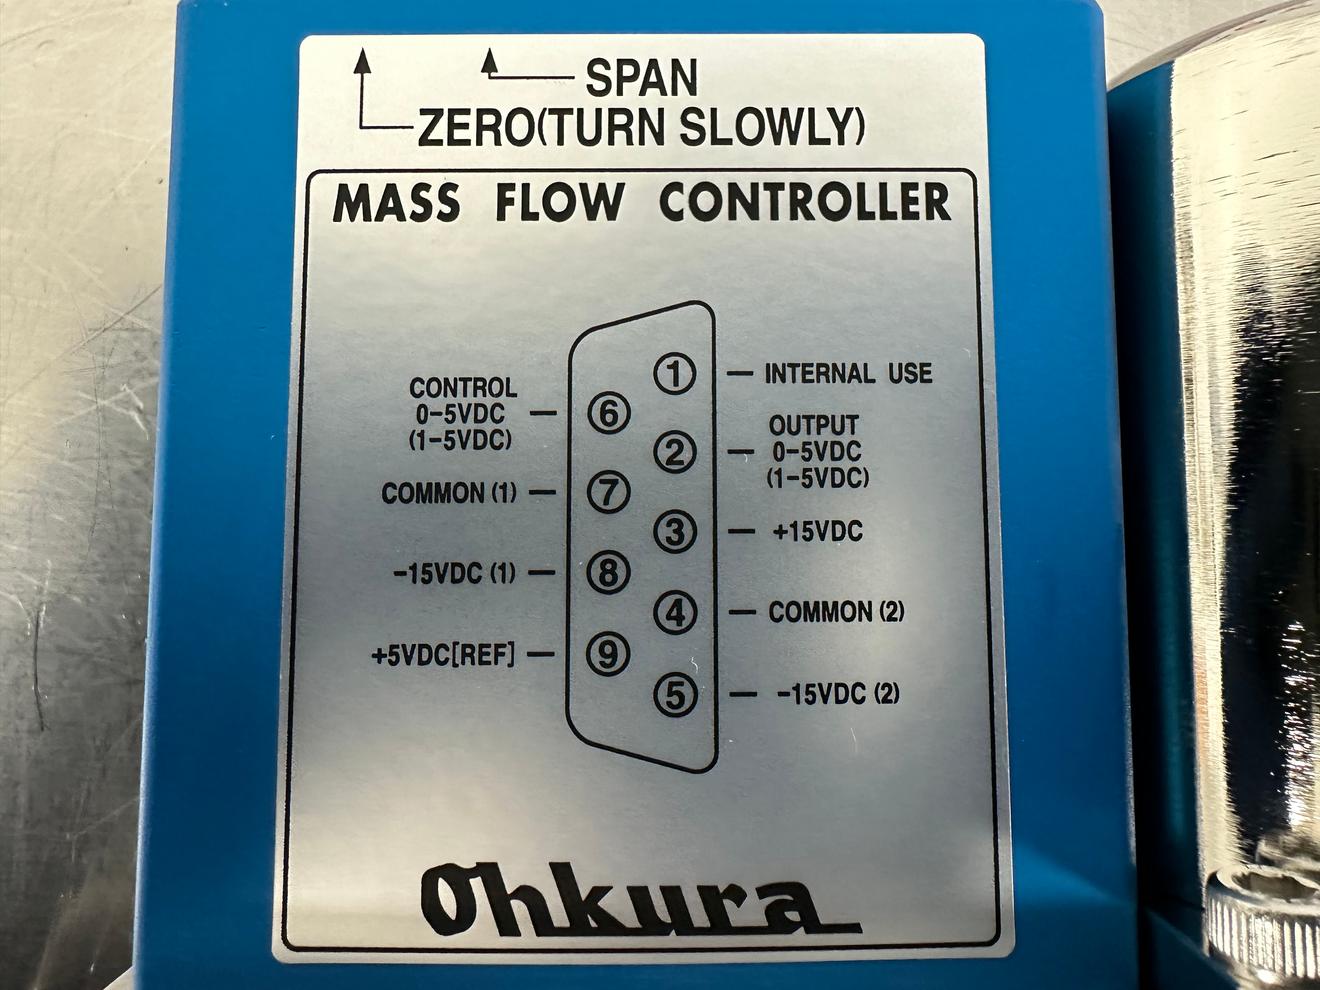 SPAN
ZERO(TURN SLOWLY)
MASS FLOW CONTROLLER
1 — INTERNAL USE
CONTROL
0–5VDC — 6
(1–5VDC)
OUTPUT
2 — 0–5VDC
(1–5VDC)
COMMON (1) — 7
3 — +15VDC
-15VDC (1) — 8
4 — COMMON (2)
+5VDC[REF] — 9
5 — -15VDC (2)
Ohkura